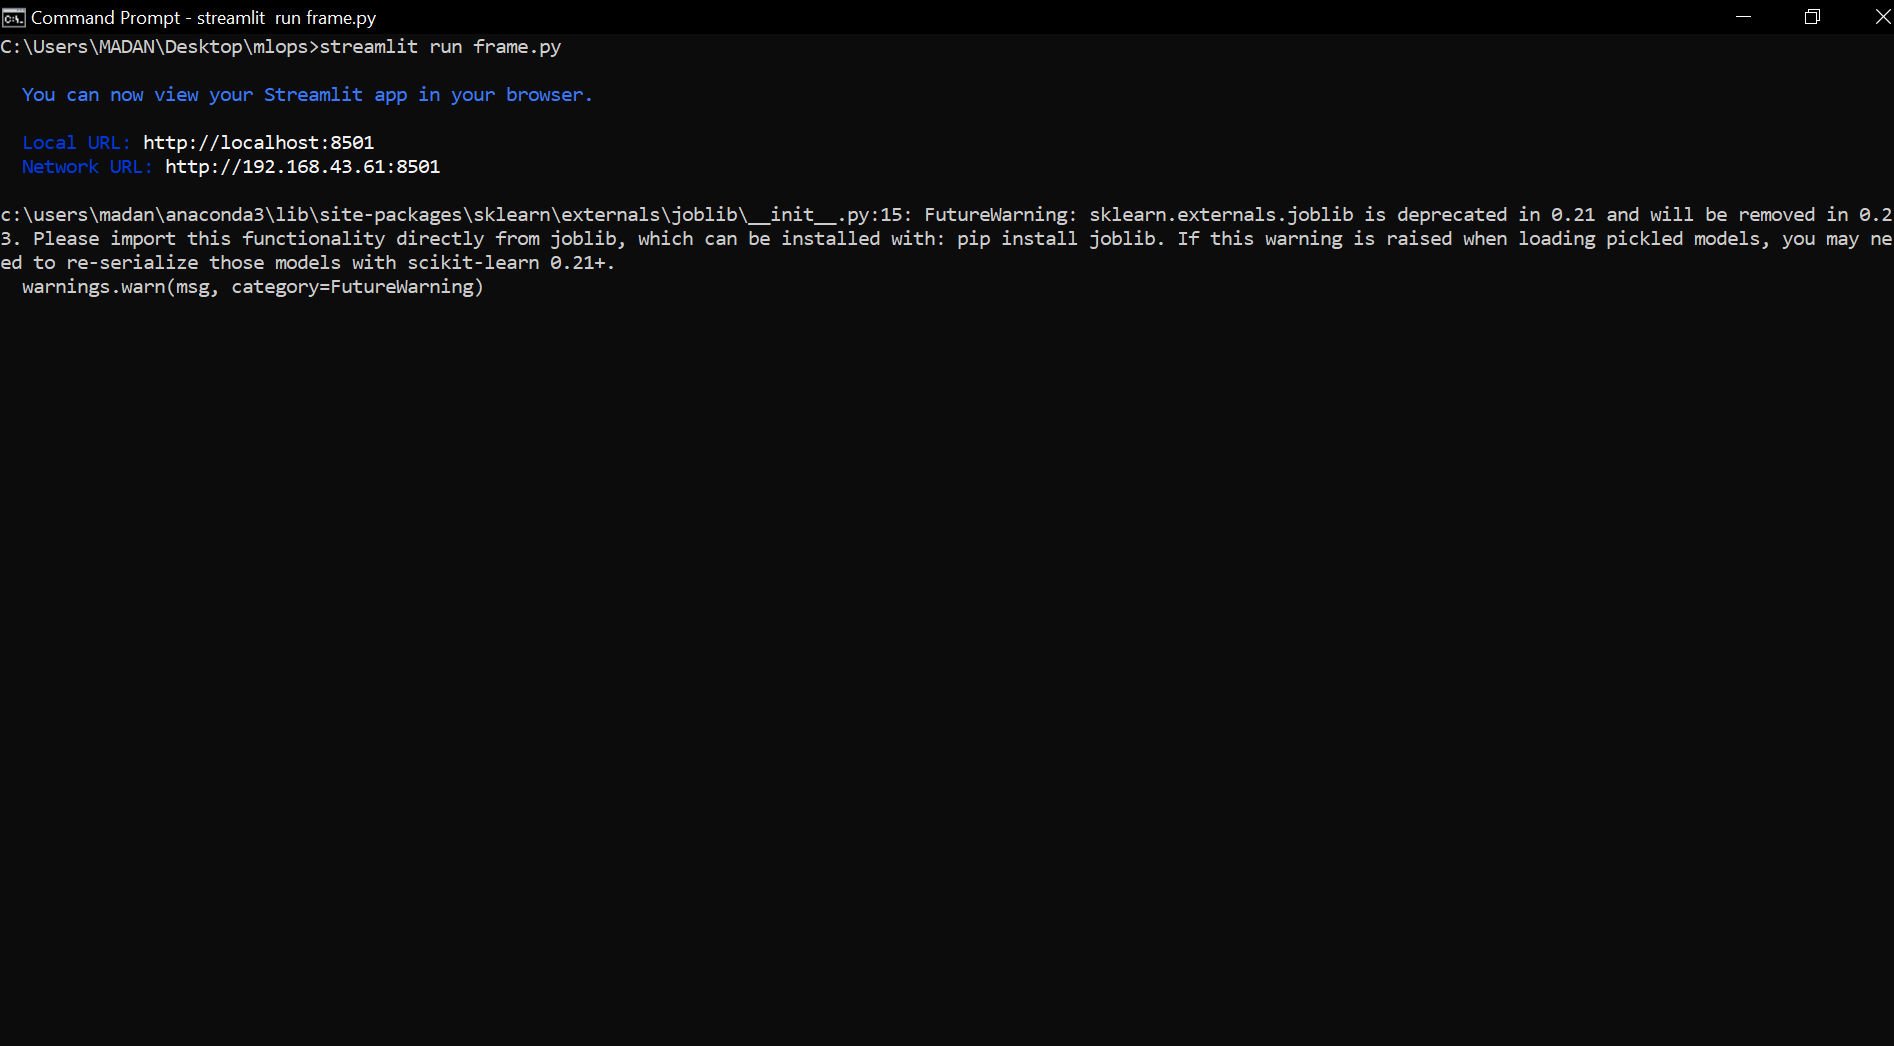 Command Prompt - streamlit  run frame.py
C:\Users\MADAN\Desktop\mlops>streamlit run frame.py
You can now view your Streamlit app in your browser.
Local URL: http://localhost:8501
Network URL: http://192.168.43.61:8501
c:\users\madan\anaconda3\lib\site-packages\sklearn\externals\joblib\__init__.py:15: FutureWarning: sklearn.externals.joblib is deprecated in 0.21 and will be removed in 0.2
3. Please import this functionality directly from joblib, which can be installed with: pip install joblib. If this warning is raised when loading pickled models, you may ne
ed to re-serialize those models with scikit-learn 0.21+.
warnings.warn(msg, category=FutureWarning)